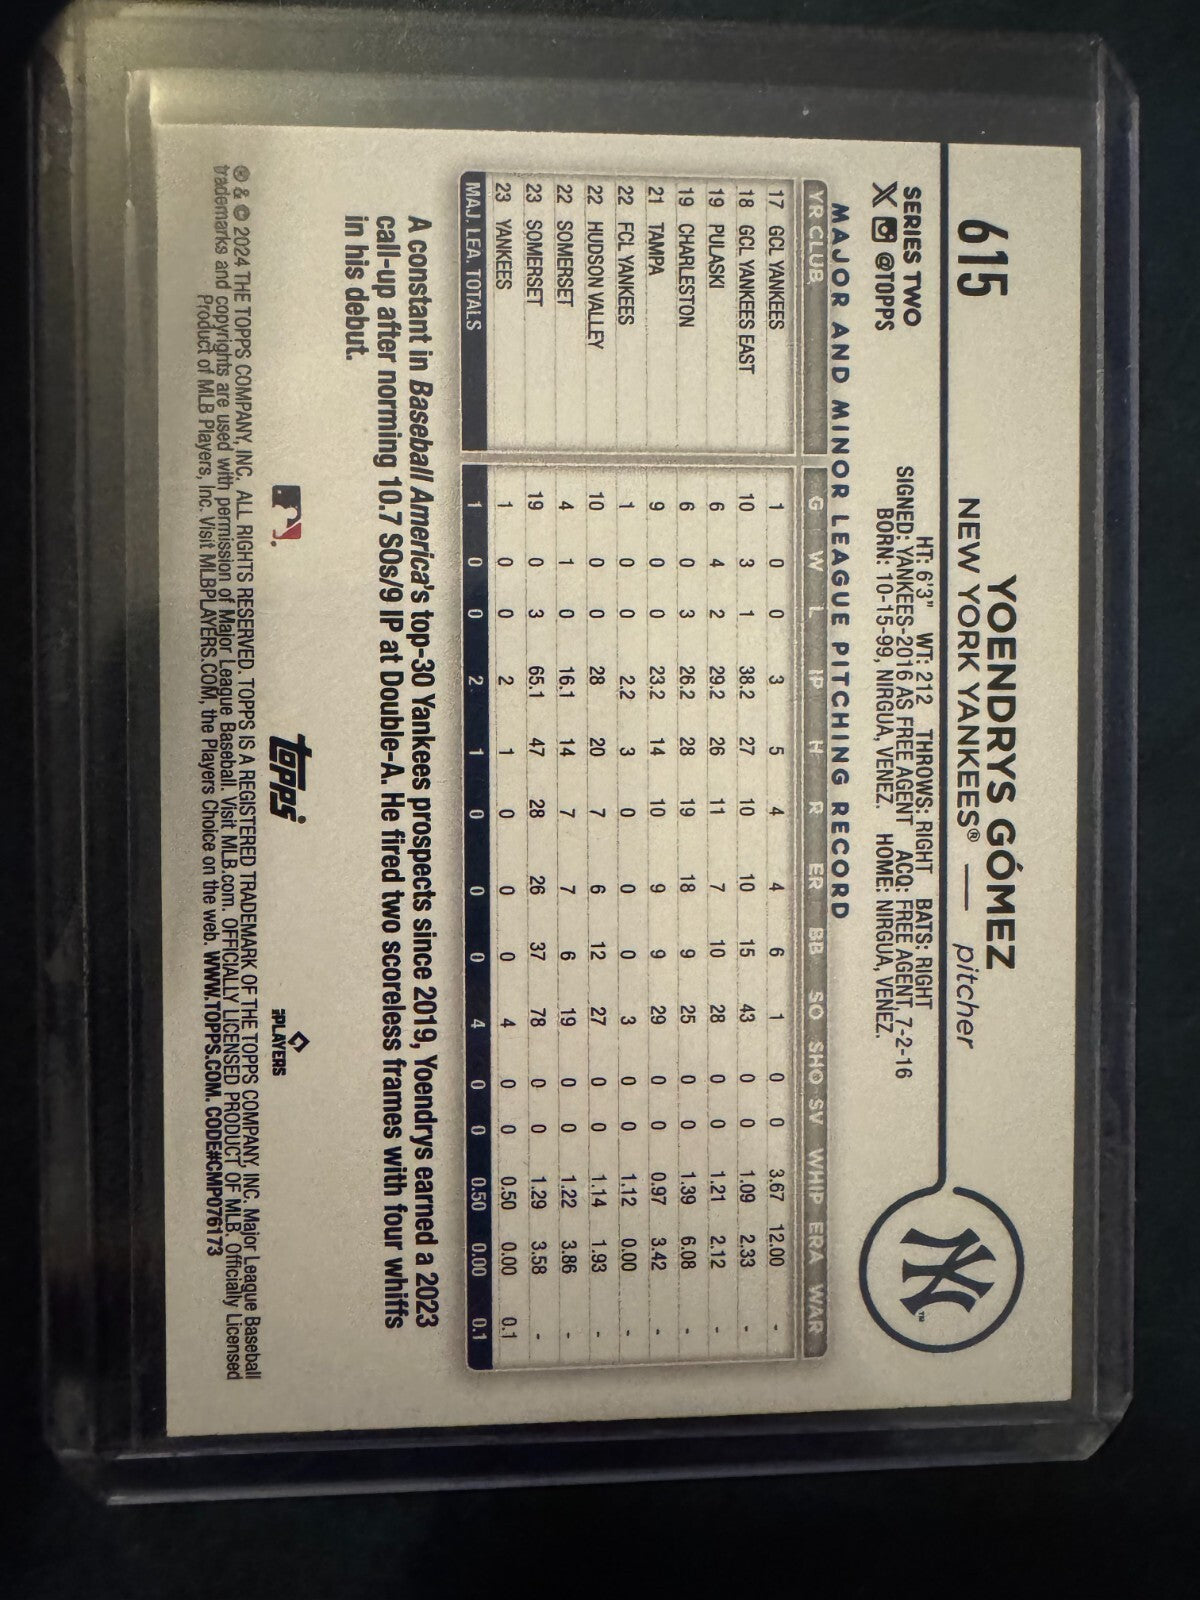 615
YOENDRYS GÓMEZ
NEW YORK YANKEES® — pitcher
SERIES TWO
X @TOPPS
HT: 6'3" WT: 212 THROWS: RIGHT BATS: RIGHT
SIGNED: YANKEES-2016 AS FREE AGENT ACQ: FREE AGENT, 7-2-16
BORN: 10-15-99, NIRGUA, VENEZ. HOME: NIRGUA, VENEZ.
NY™
MAJOR AND MINOR LEAGUE PITCHING RECORD
YR CLUB G W L IP H R ER BB SO SHO SV WHIP ERA WAR
17 GCL YANKEES 1 0 0 3 5 4 4 6 1 0 0 3.67 12.00 -
18 GCL YANKEES EAST 10 3 1 38.2 27 10 10 15 43 0 0 1.09 2.33 -
19 PULASKI 6 4 2 29.2 26 11 7 10 28 0 0 1.21 2.12 -
19 CHARLESTON 6 0 3 26.2 28 19 18 9 25 0 0 1.39 6.08 -
21 TAMPA 9 0 0 23.2 14 10 9 9 29 0 0 0.97 3.42 -
22 FCL YANKEES 1 0 0 2.2 3 0 0 0 3 0 0 1.12 0.00 -
22 HUDSON VALLEY 10 0 0 28 20 7 6 12 27 0 0 1.14 1.93 -
22 SOMERSET 4 1 0 16.1 14 7 7 6 19 0 0 1.22 3.86 -
23 SOMERSET 19 0 3 65.1 47 28 26 37 78 0 0 1.29 3.58 -
23 YANKEES 1 0 0 2 1 0 0 0 4 0 0 0.50 0.00 0.1
MAJ. LEA. TOTALS 1 0 0 2 1 0 0 0 4 0 0 0.50 0.00 0.1
A constant in Baseball America's top-30 Yankees prospects since 2019, Yoendrys earned a 2023
call-up after norming 10.7 SOs/9 IP at Double-A. He fired two scoreless frames with four whiffs
in his debut.
topps
MLB PLAYERS
® & © 2024 THE TOPPS COMPANY, INC. ALL RIGHTS RESERVED. TOPPS IS A REGISTERED TRADEMARK OF THE TOPPS COMPANY, INC. Major League Baseball
trademarks and copyrights are used with permission of Major League Baseball. Visit MLB.com. OFFICIALLY LICENSED PRODUCT OF MLB. Officially Licensed
Product of MLB Players, Inc. Visit MLBPLAYERS.COM, the Players Choice on the web. WWW.TOPPS.COM. CODE#CMP076173